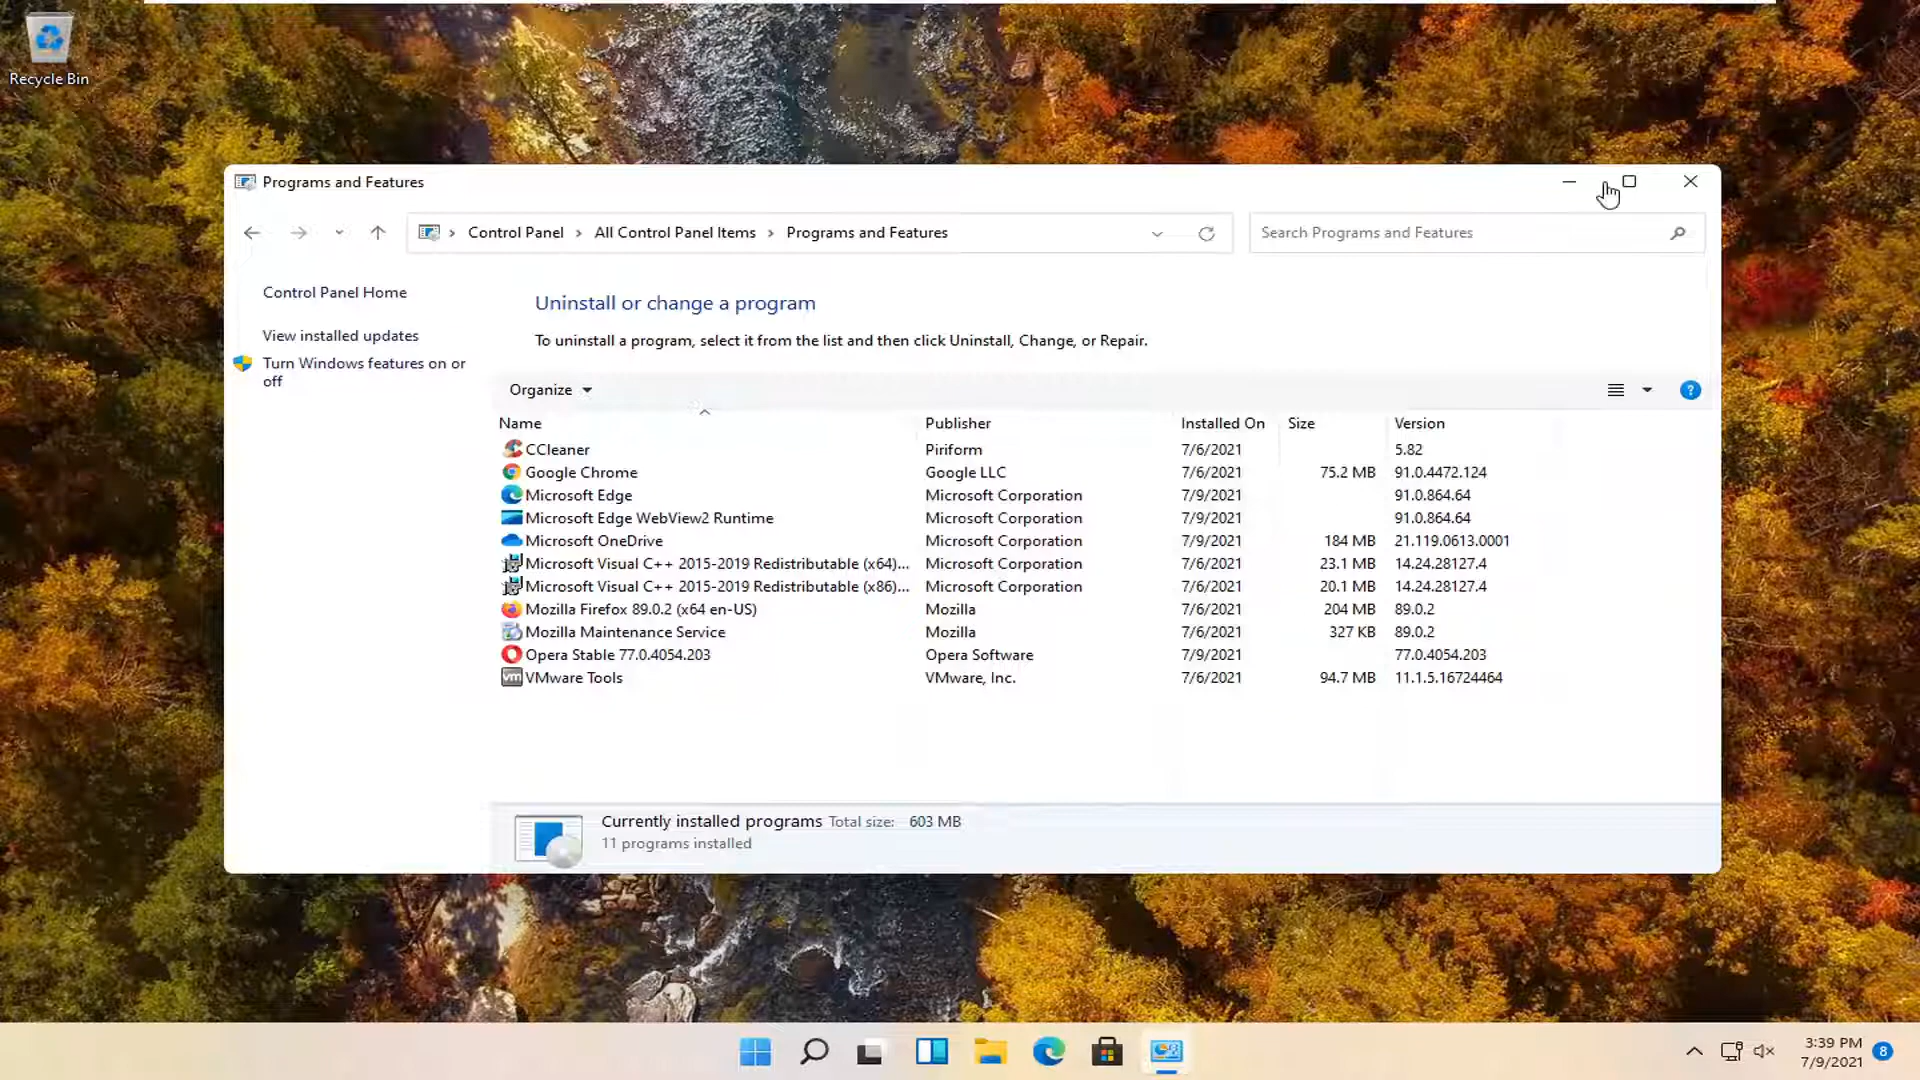 Recycle Bin
Programs and Features
Control Panel > All Control Panel Items > Programs and Features
Search Programs and Features
Control Panel Home
View installed updates
Turn Windows features on or
off
Uninstall or change a program
To uninstall a program, select it from the list and then click Uninstall, Change, or Repair.
Organize
?
Name Publisher Installed On Size Version
CCleaner Piriform 7/6/2021 5.82
Google Chrome Google LLC 7/6/2021 75.2 MB 91.0.4472.124
Microsoft Edge Microsoft Corporation 7/9/2021 91.0.864.64
Microsoft Edge WebView2 Runtime Microsoft Corporation 7/9/2021 91.0.864.64
Microsoft OneDrive Microsoft Corporation 7/9/2021 184 MB 21.119.0613.0001
Microsoft Visual C++ 2015-2019 Redistributable (x64)... Microsoft Corporation 7/6/2021 23.1 MB 14.24.28127.4
Microsoft Visual C++ 2015-2019 Redistributable (x86)... Microsoft Corporation 7/6/2021 20.1 MB 14.24.28127.4
Mozilla Firefox 89.0.2 (x64 en-US) Mozilla 7/6/2021 204 MB 89.0.2
Mozilla Maintenance Service Mozilla 7/6/2021 327 KB 89.0.2
Opera Stable 77.0.4054.203 Opera Software 7/9/2021 77.0.4054.203
vm VMware Tools VMware, Inc. 7/6/2021 94.7 MB 11.1.5.16724464
Currently installed programs Total size: 603 MB
11 programs installed
3:39 PM
7/9/2021
8